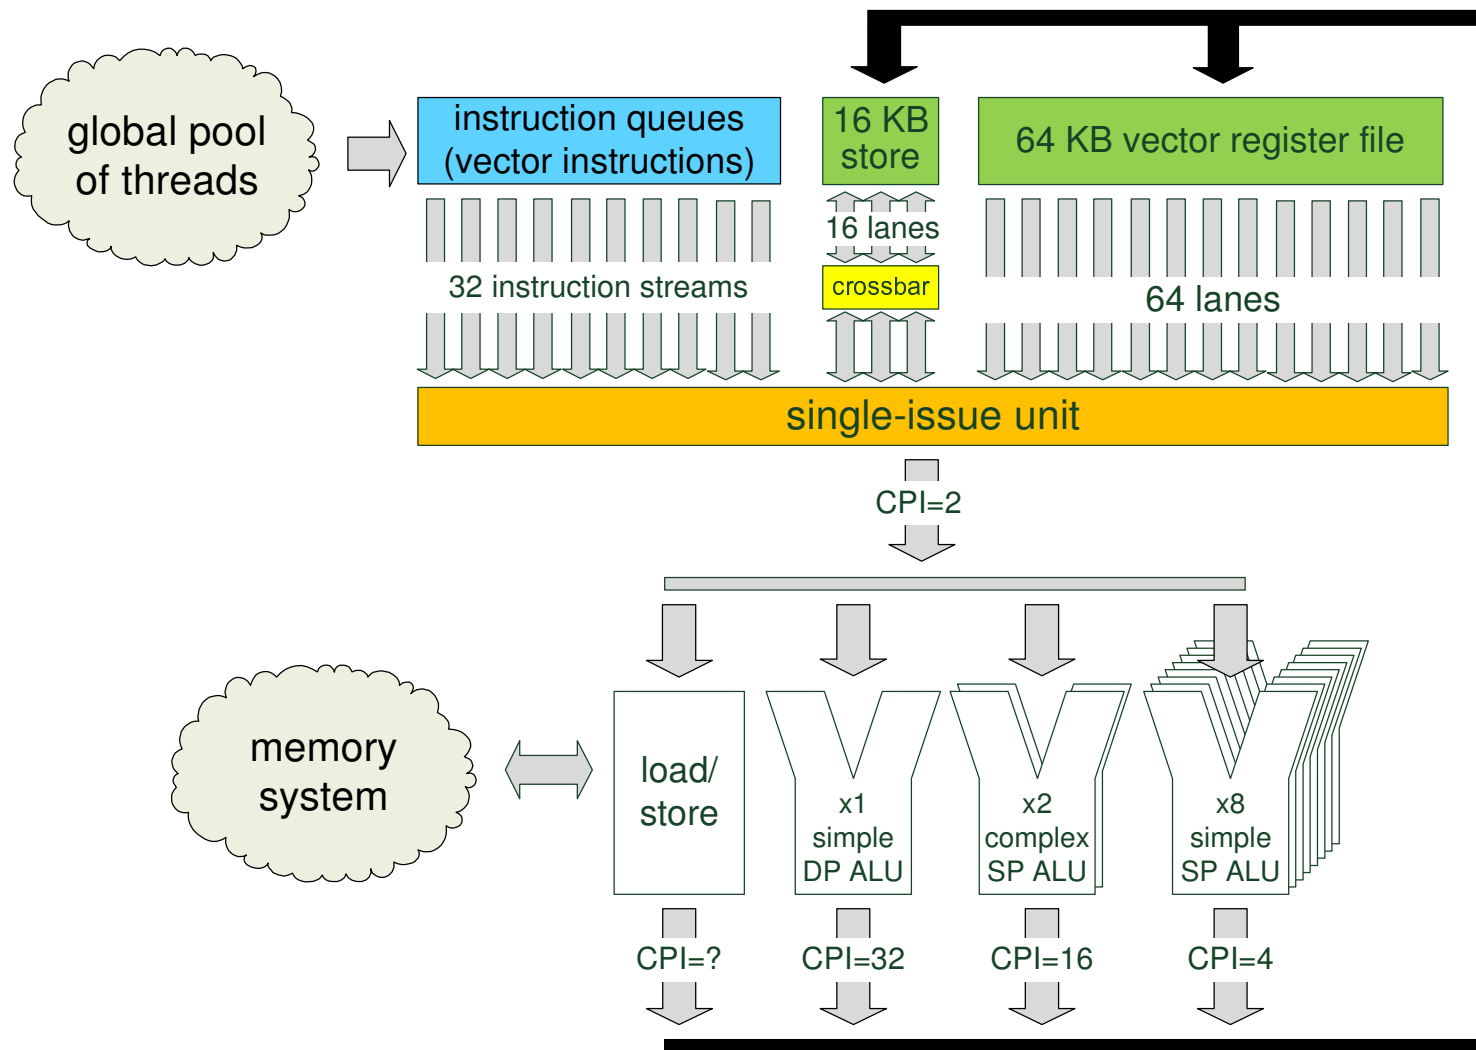 global pool
of threads
instruction queues
(vector instructions)
16 KB
store
64 KB vector register file
16 lanes
32 instruction streams
crossbar
64 lanes
single-issue unit
CPI=2
memory
system
load/
store
x1
simple
DP ALU
x2
complex
SP ALU
x8
simple
SP ALU
CPI=?
CPI=32
CPI=16
CPI=4